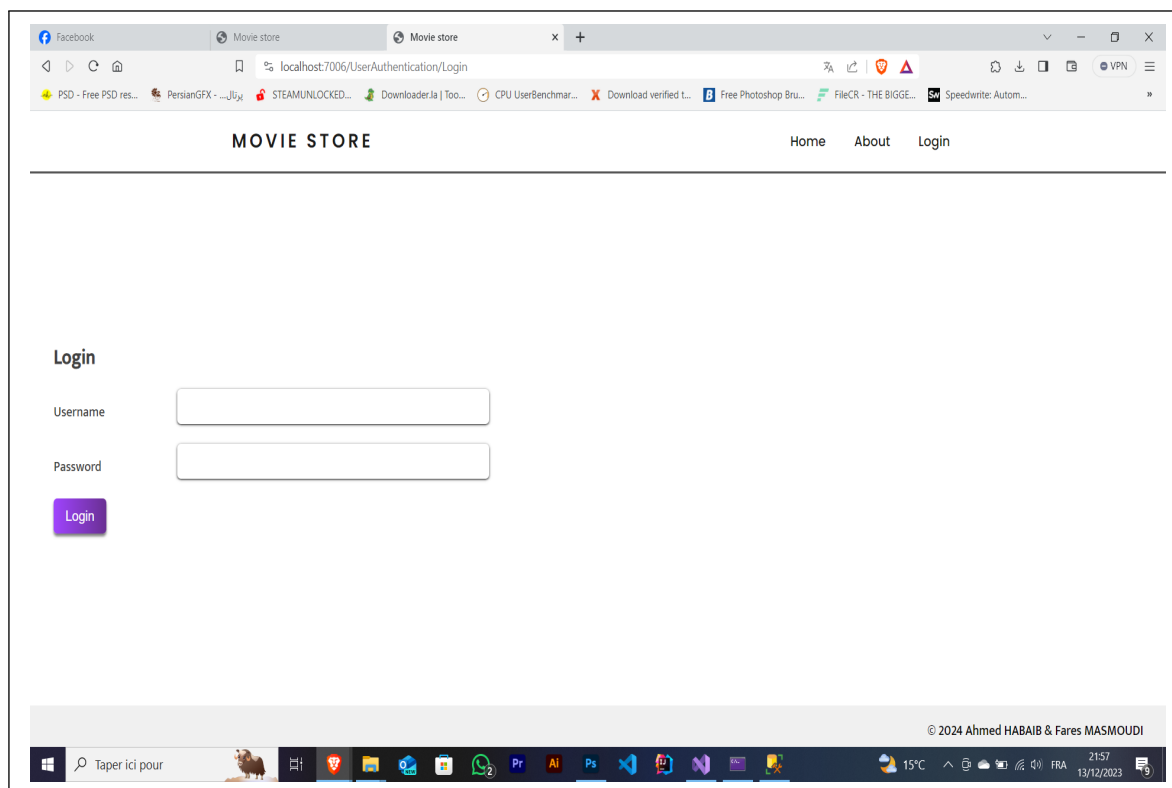 Facebook Movie store Movie store
localhost:7006/UserAuthentication/Login VPN
PSD - Free PSD res... PersianGFX - ...پرتال STEAMUNLOCKED... Downloader.la | Too... CPU UserBenchmar... Download verified t... Free Photoshop Bru... FileCR - THE BIGGE... Speedwrite: Autom...
MOVIE STORE Home About Login
Login
Username
Password
Login
© 2024 Ahmed HABAIB & Fares MASMOUDI
Taper ici pour 15°C FRA 21:57
13/12/2023